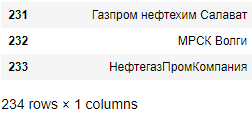 231 Газпром нефтехим Салават
232 МРСК Волги
233 НефтегазПромКомпания
234 rows × 1 columns